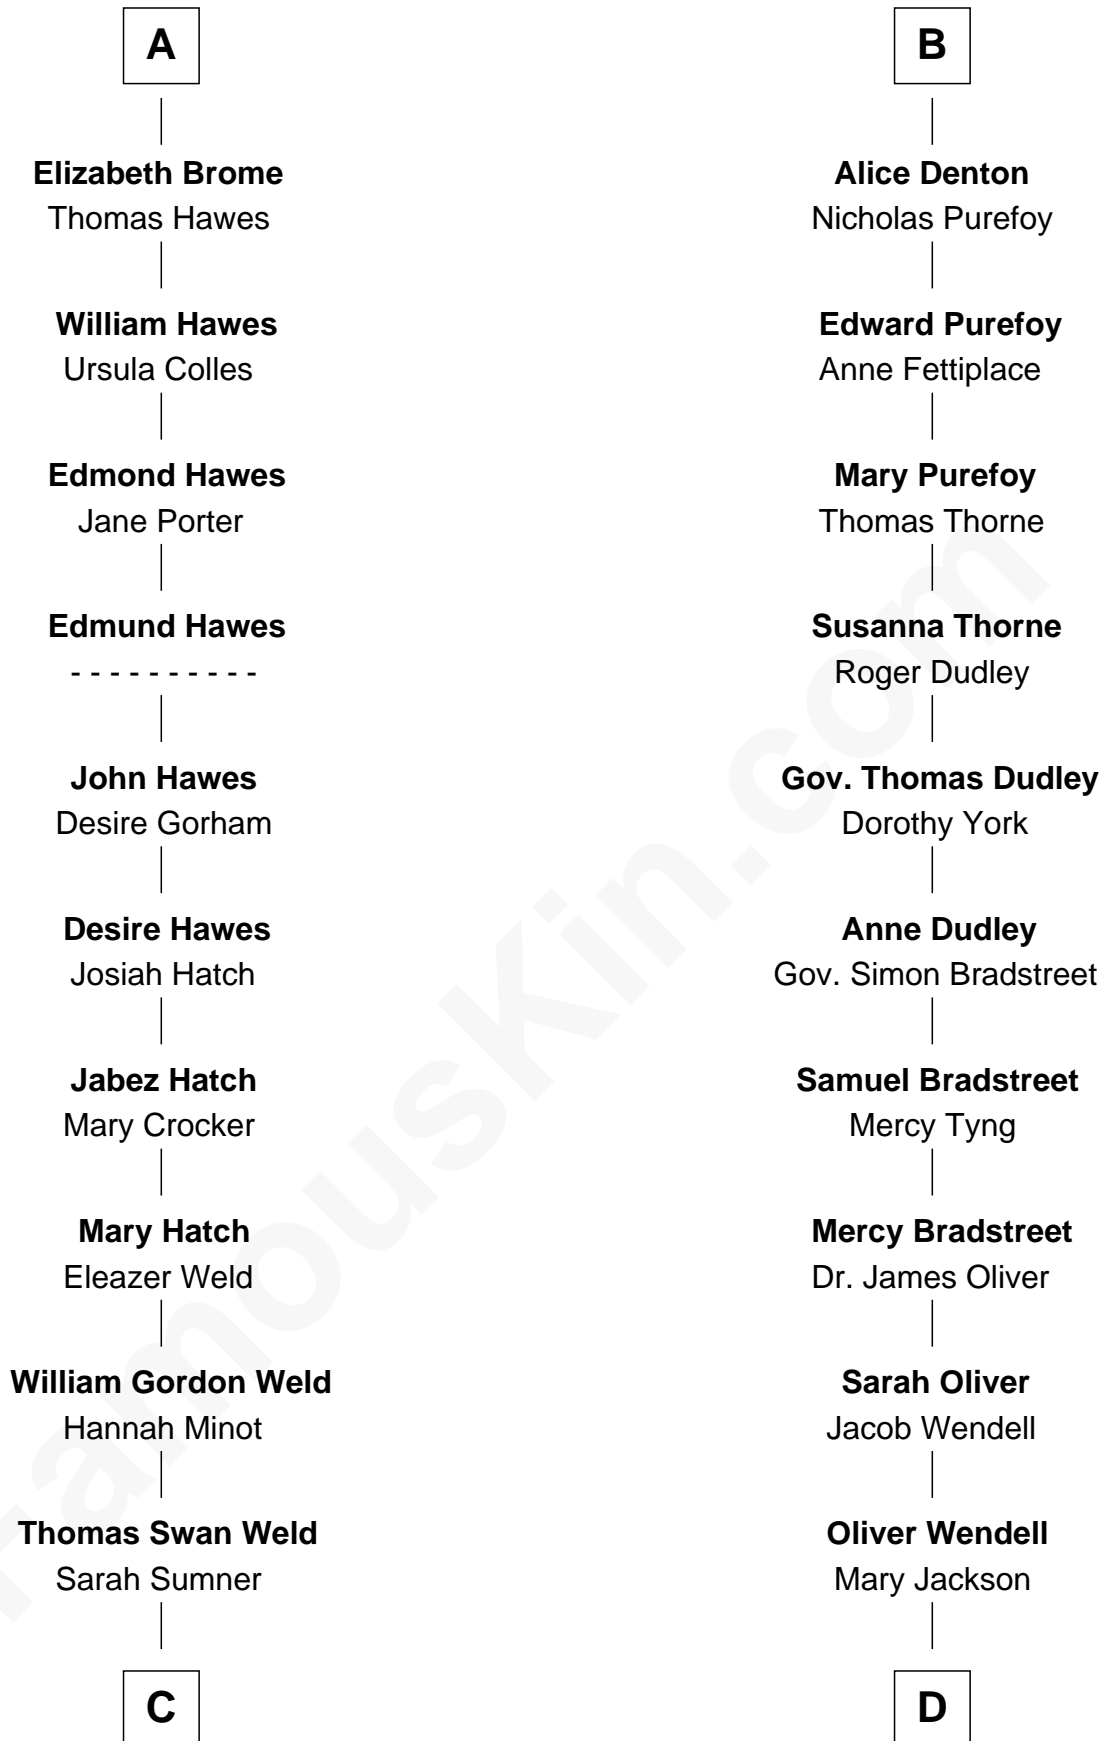 A
Elizabeth Brome
Thomas Hawes
William Hawes
Ursula Colles
Edmond Hawes
Jane Porter
Edmund Hawes
- - - - - - - - - -
John Hawes
Desire Gorham
Desire Hawes
Josiah Hatch
Jabez Hatch
Mary Crocker
Mary Hatch
Eleazer Weld
William Gordon Weld
Hannah Minot
Thomas Swan Weld
Sarah Sumner
C
B
Alice Denton
Nicholas Purefoy
Edward Purefoy
Anne Fettiplace
Mary Purefoy
Thomas Thorne
Susanna Thorne
Roger Dudley
Gov. Thomas Dudley
Dorothy York
Anne Dudley
Gov. Simon Bradstreet
Samuel Bradstreet
Mercy Tyng
Mercy Bradstreet
Dr. James Oliver
Sarah Oliver
Jacob Wendell
Oliver Wendell
Mary Jackson
D
FamousKin.com